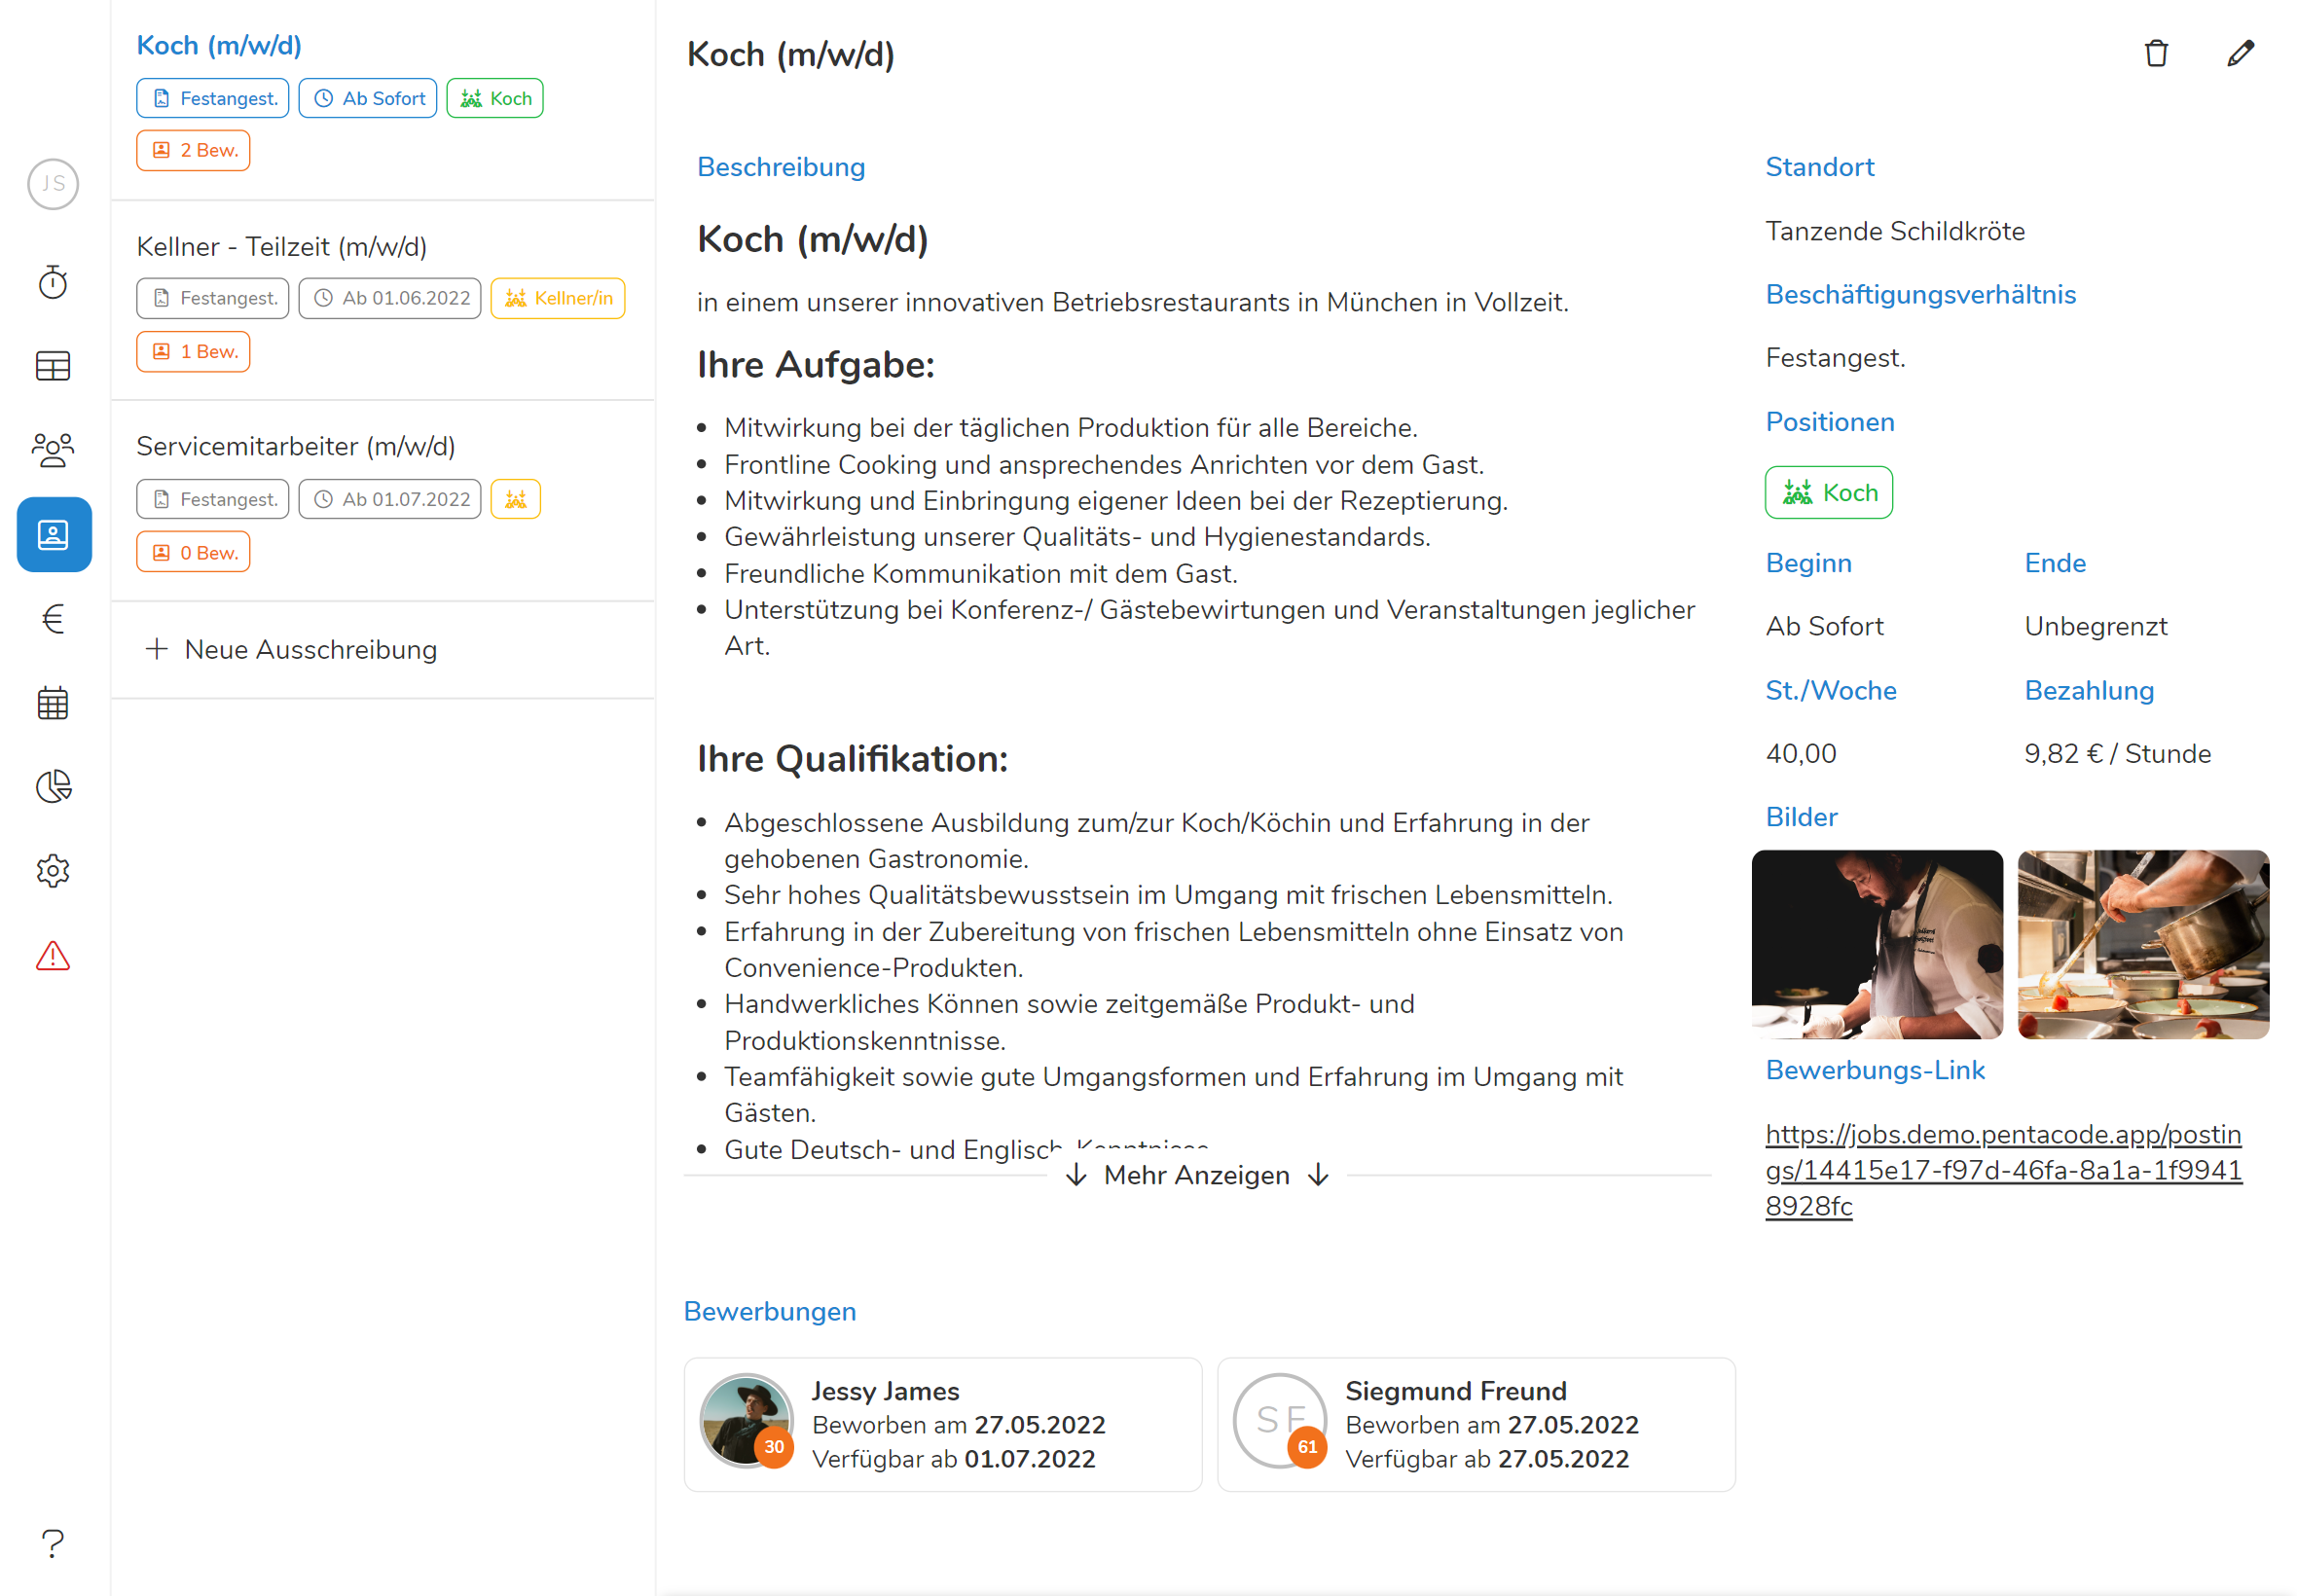 Koch (m/w/d)
Festangest. Ab Sofort Koch
2 Bew.
JS
Kellner - Teilzeit (m/w/d)
Festangest. Ab 01.06.2022 Kellner/in
1 Bew.
Servicemitarbeiter (m/w/d)
Festangest. Ab 01.07.2022
0 Bew.
Neue Ausschreibung
Koch (m/w/d)
Beschreibung
Koch (m/w/d)
in einem unserer innovativen Betriebsrestaurants in München in Vollzeit.
Ihre Aufgabe:
• Mitwirkung bei der täglichen Produktion für alle Bereiche.
• Frontline Cooking und ansprechendes Anrichten vor dem Gast.
• Mitwirkung und Einbringung eigener Ideen bei der Rezeptierung.
• Gewährleistung unserer Qualitäts- und Hygienestandards.
• Freundliche Kommunikation mit dem Gast.
• Unterstützung bei Konferenz-/ Gästebewirtungen und Veranstaltungen jeglicher
Art.
Ihre Qualifikation:
• Abgeschlossene Ausbildung zum/zur Koch/Köchin und Erfahrung in der
gehobenen Gastronomie.
• Sehr hohes Qualitätsbewusstsein im Umgang mit frischen Lebensmitteln.
• Erfahrung in der Zubereitung von frischen Lebensmitteln ohne Einsatz von
Convenience-Produkten.
• Handwerkliches Können sowie zeitgemäße Produkt- und
Produktionskenntnisse.
• Teamfähigkeit sowie gute Umgangsformen und Erfahrung im Umgang mit
Gästen.
• Gute Deutsch- und Englisch-Kenntnisse
Mehr Anzeigen
Bewerbungen
Jessy James
Beworben am 27.05.2022
Verfügbar ab 01.07.2022
30
Siegmund Freund
Beworben am 27.05.2022
Verfügbar ab 27.05.2022
SF
61
Standort
Tanzende Schildkröte
Beschäftigungsverhältnis
Festangest.
Positionen
Koch
Beginn Ende
Ab Sofort Unbegrenzt
St./Woche Bezahlung
40,00 9,82 € / Stunde
Bilder
Bewerbungs-Link
https://jobs.demo.pentacode.app/postin
gs/14415e17-f97d-46fa-8a1a-1f9941
8928fc